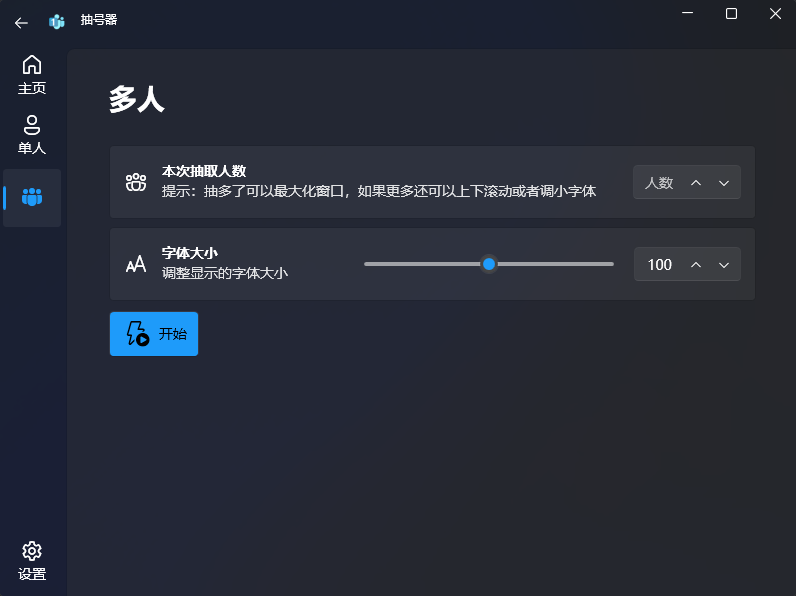 抽号器
主页
单人
多人
本次抽取人数
提示：抽多了可以最大化窗口，如果更多还可以上下滚动或者调小字体
人数
字体大小
调整显示的字体大小
100
开始
设置